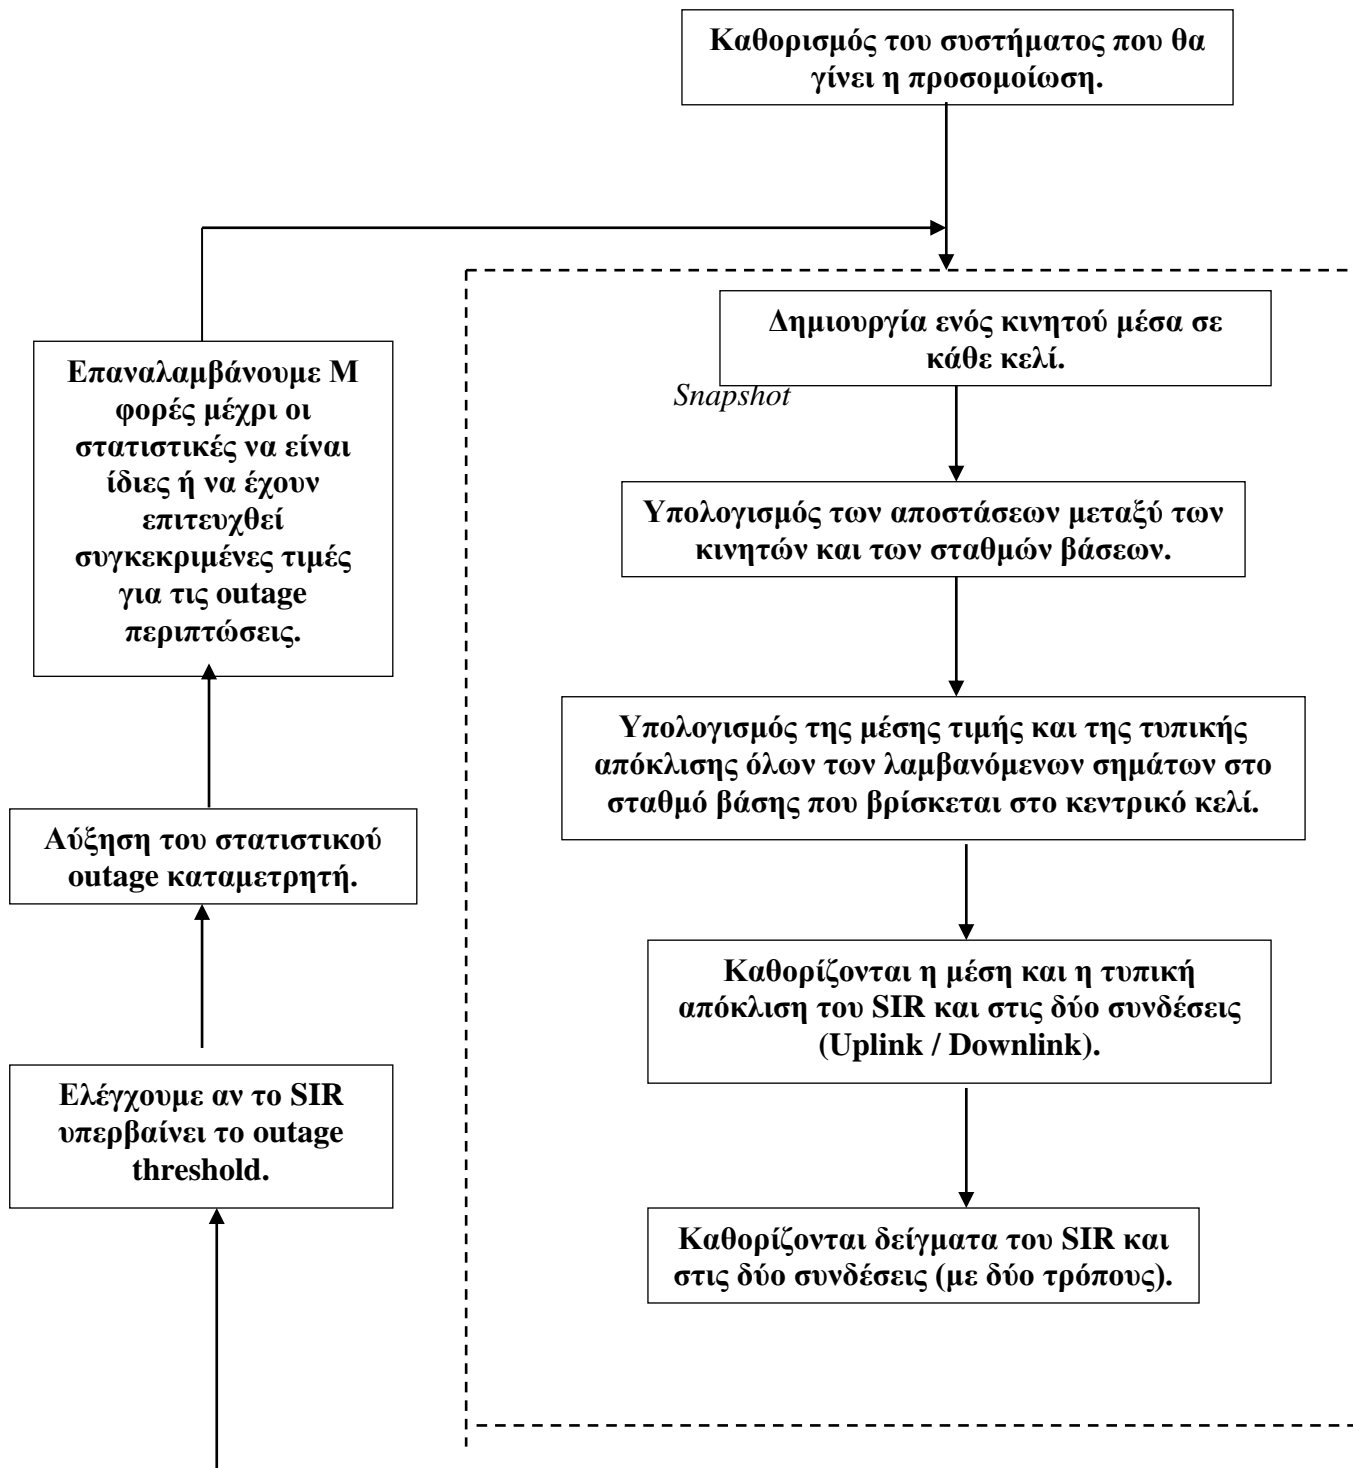 Καθορισμός του συστήματος που θα
γίνει η προσομοίωση.
Δημιουργία ενός κινητού μέσα σε
κάθε κελί.
Snapshot
Υπολογισμός των αποστάσεων μεταξύ των
κινητών και των σταθμών βάσεων.
Υπολογισμός της μέσης τιμής και της τυπικής
απόκλισης όλων των λαμβανόμενων σημάτων στο
σταθμό βάσης που βρίσκεται στο κεντρικό κελί.
Καθορίζονται η μέση και η τυπική
απόκλιση του SIR και στις δύο συνδέσεις
(Uplink / Downlink).
Καθορίζονται δείγματα του SIR και
στις δύο συνδέσεις (με δύο τρόπους).
Ελέγχουμε αν το SIR
υπερβαίνει το outage
threshold.
Αύξηση του στατιστικού
outage καταμετρητή.
Επαναλαμβάνουμε Μ
φορές μέχρι οι
στατιστικές να είναι
ίδιες ή να έχουν
επιτευχθεί
συγκεκριμένες τιμές
για τις outage
περιπτώσεις.